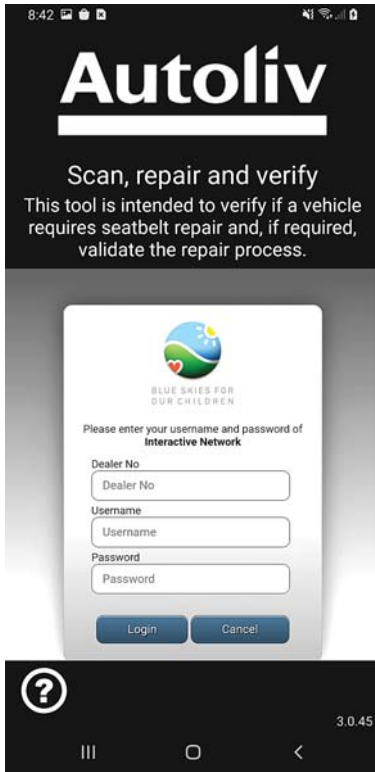 8:42
Autoliv
Scan, repair and verify
This tool is intended to verify if a vehicle
requires seatbelt repair and, if required,
validate the repair process.
BLUE SKIES FOR
OUR CHILDREN
Please enter your username and password of
Interactive Network
Dealer No
Dealer No
Username
Username
Password
Password
Login Cancel
?
3.0.45